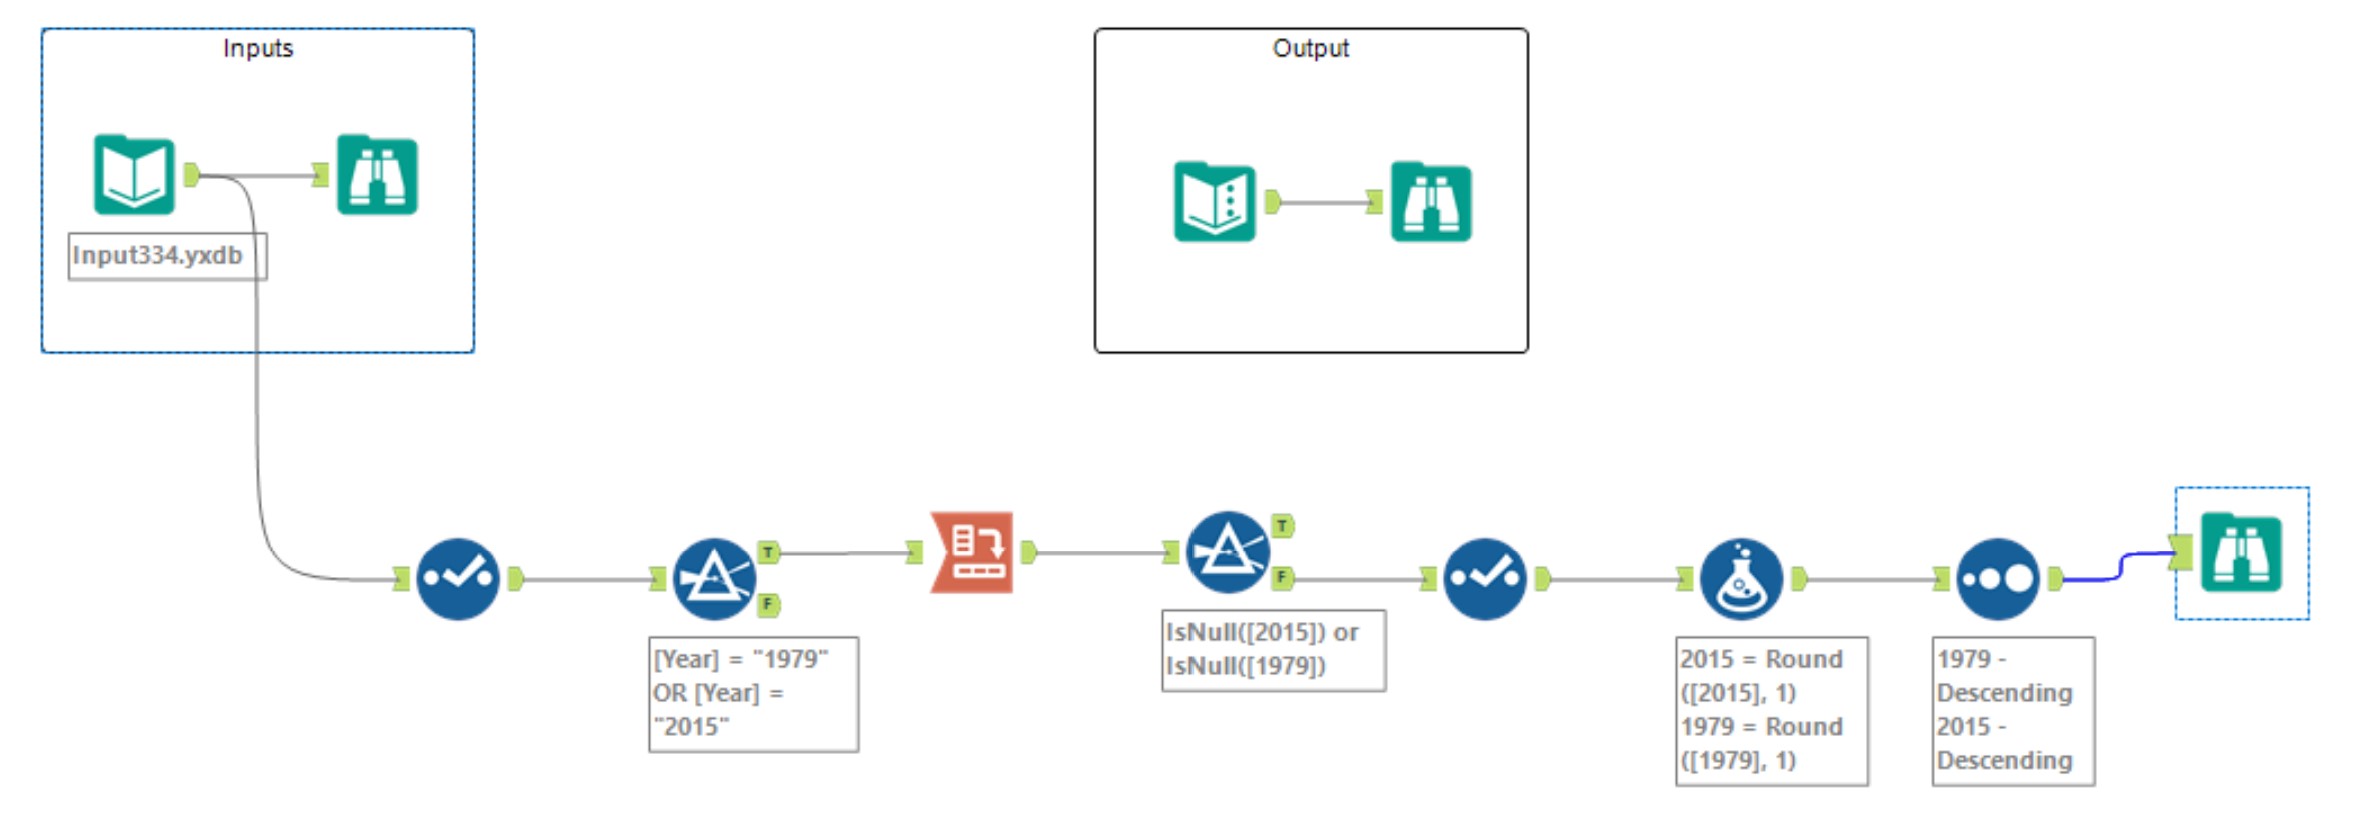 Inputs
Output
Input334.yxdb
T
F
[Year] = "1979"
OR [Year] =
"2015"
T
F
IsNull([2015]) or
IsNull([1979])
2015 = Round
([2015], 1)
1979 = Round
([1979], 1)
1979 -
Descending
2015 -
Descending